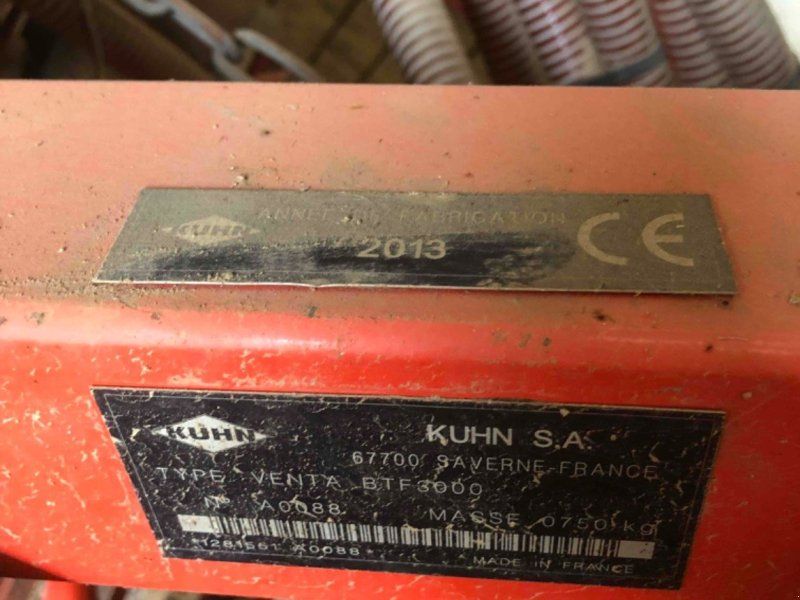 KUHN
ANNEE DE FABRICATION
2013
CE
KUHN
KUHN S.A.
67700 SAVERNE-FRANCE
TYPE VENTA BTF3000
N° A0088 MASSE 0750 kg
A0088*
MADE IN FRANCE